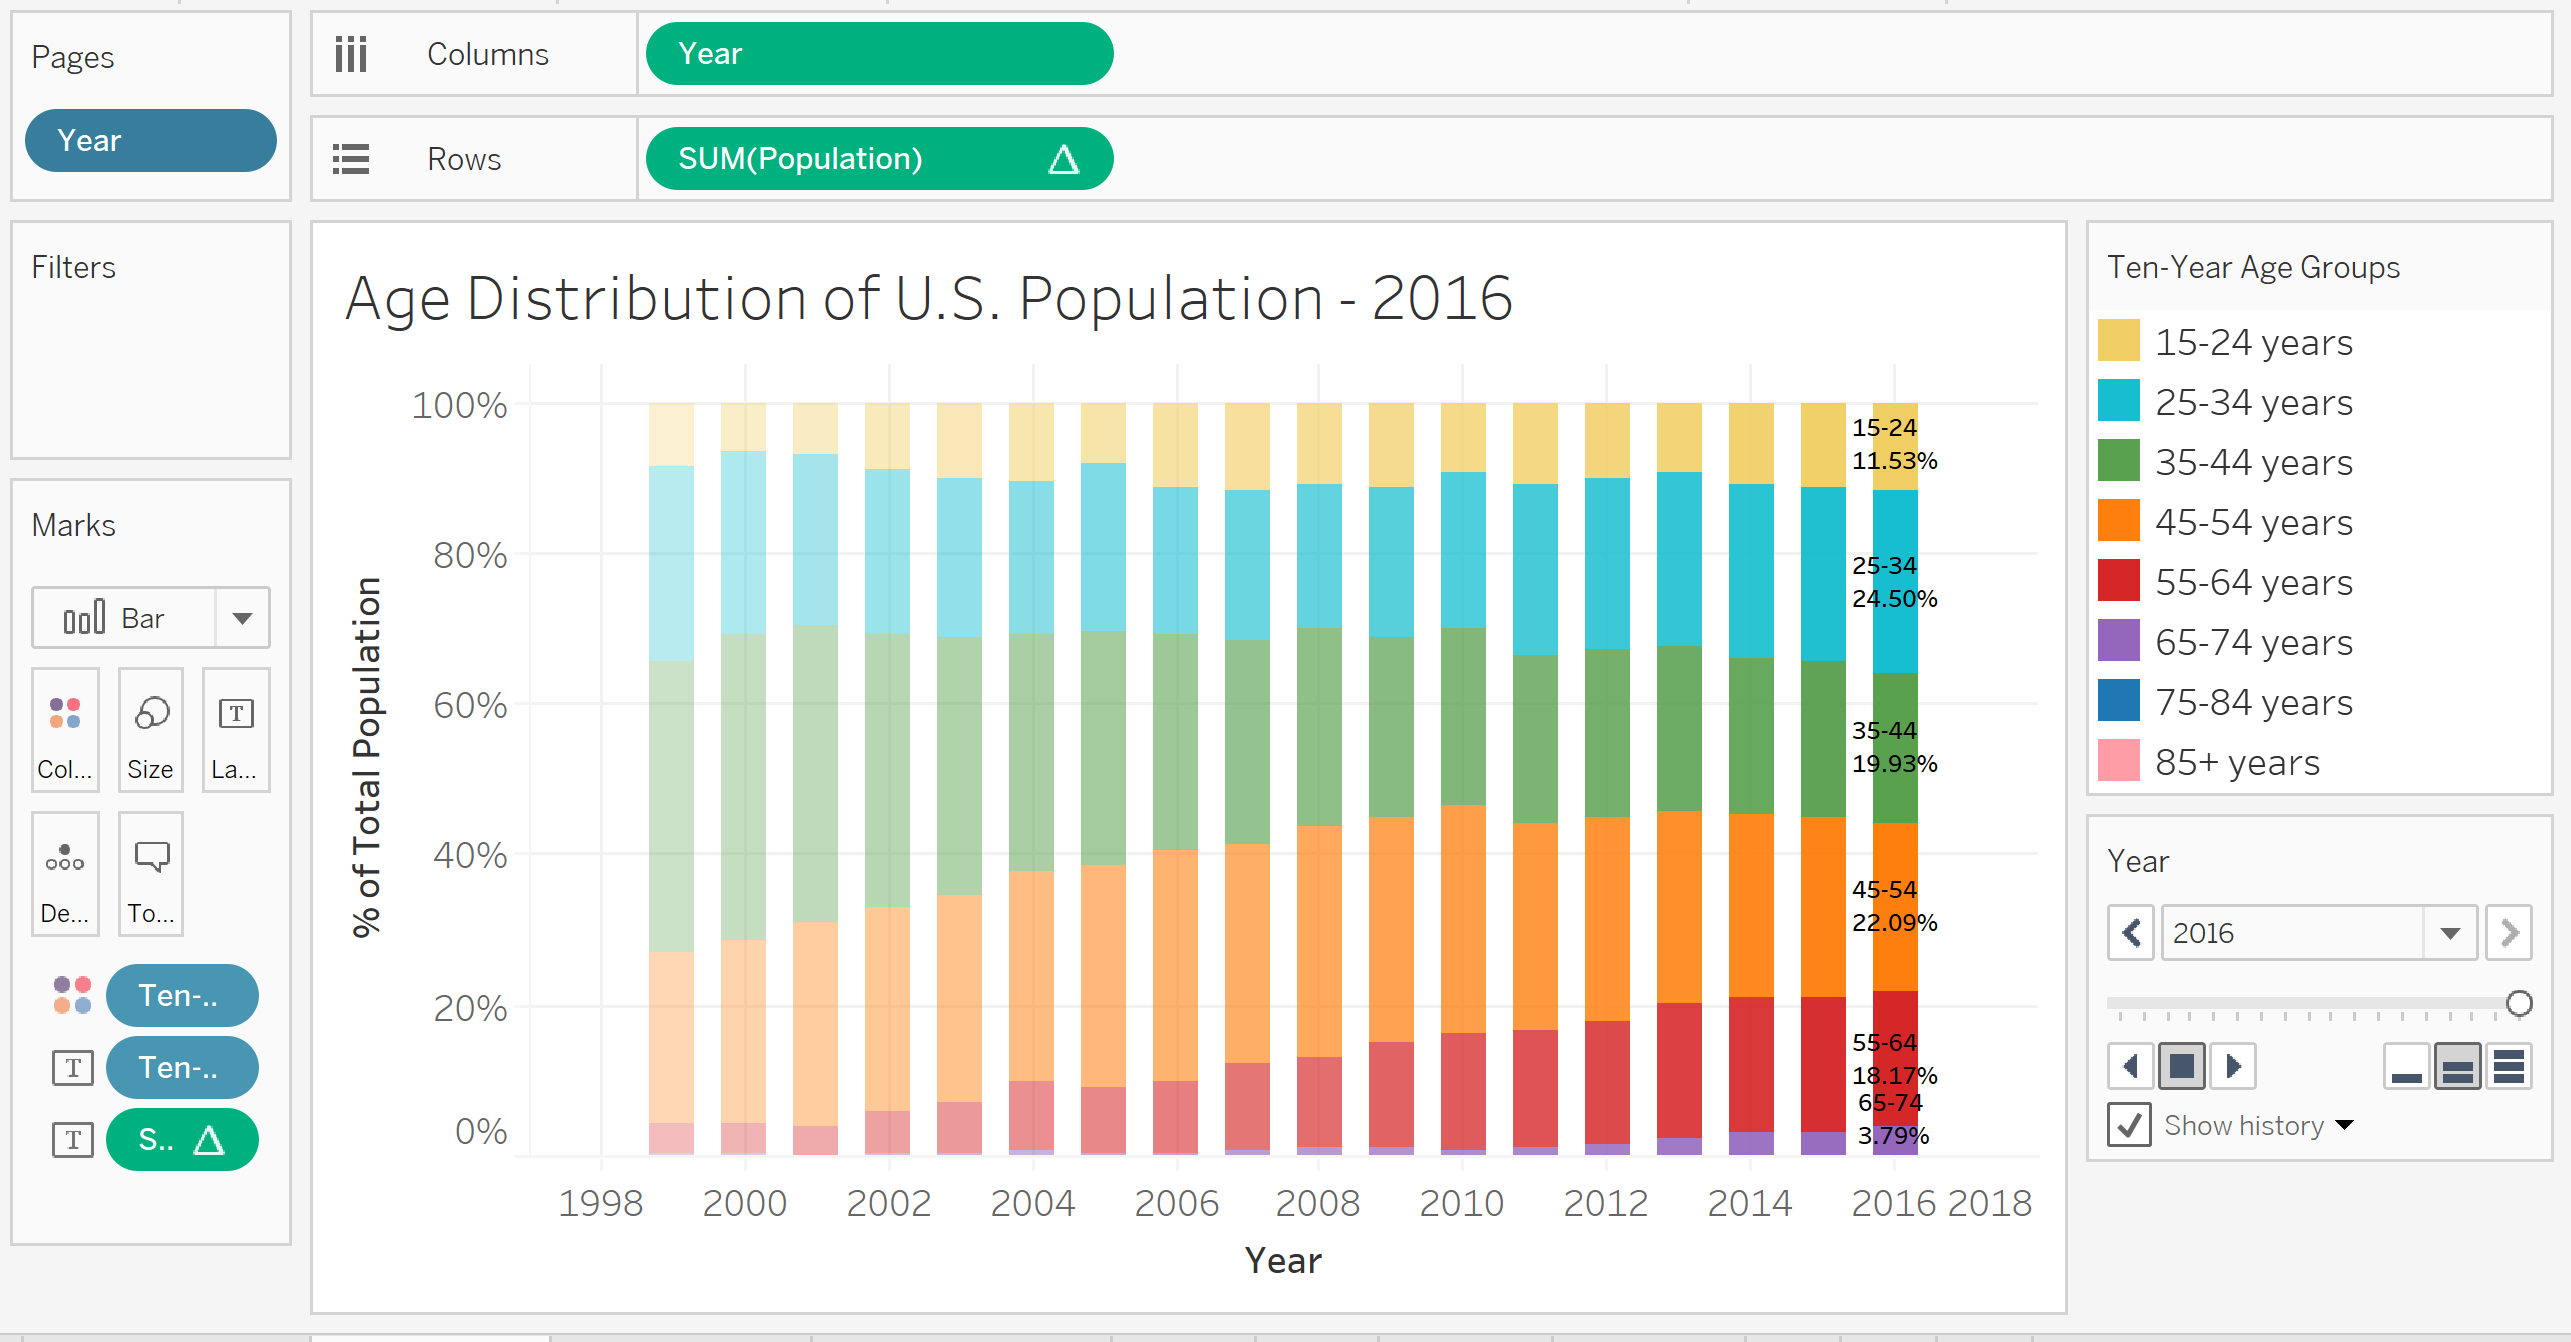 Pages
Year
Columns
Year
Rows
SUM(Population)
Filters
Marks
Bar
Col...
Size
La...
De...
To...
Ten-..
Ten-..
S..
Age Distribution of U.S. Population - 2016
% of Total Population
100%
80%
60%
40%
20%
0%
15-24
11.53%
25-34
24.50%
35-44
19.93%
45-54
22.09%
55-64
18.17%
65-74
3.79%
1998 2000 2002 2004 2006 2008 2010 2012 2014 2016 2018
Year
Ten-Year Age Groups
15-24 years
25-34 years
35-44 years
45-54 years
55-64 years
65-74 years
75-84 years
85+ years
Year
2016
Show history